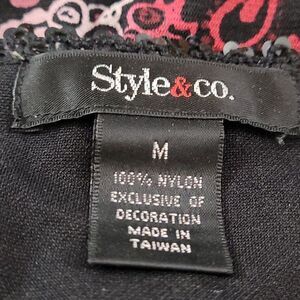 Style&co.
M
100% NYLON
EXCLUSIVE OF
DECORATION
MADE IN
TAIWAN